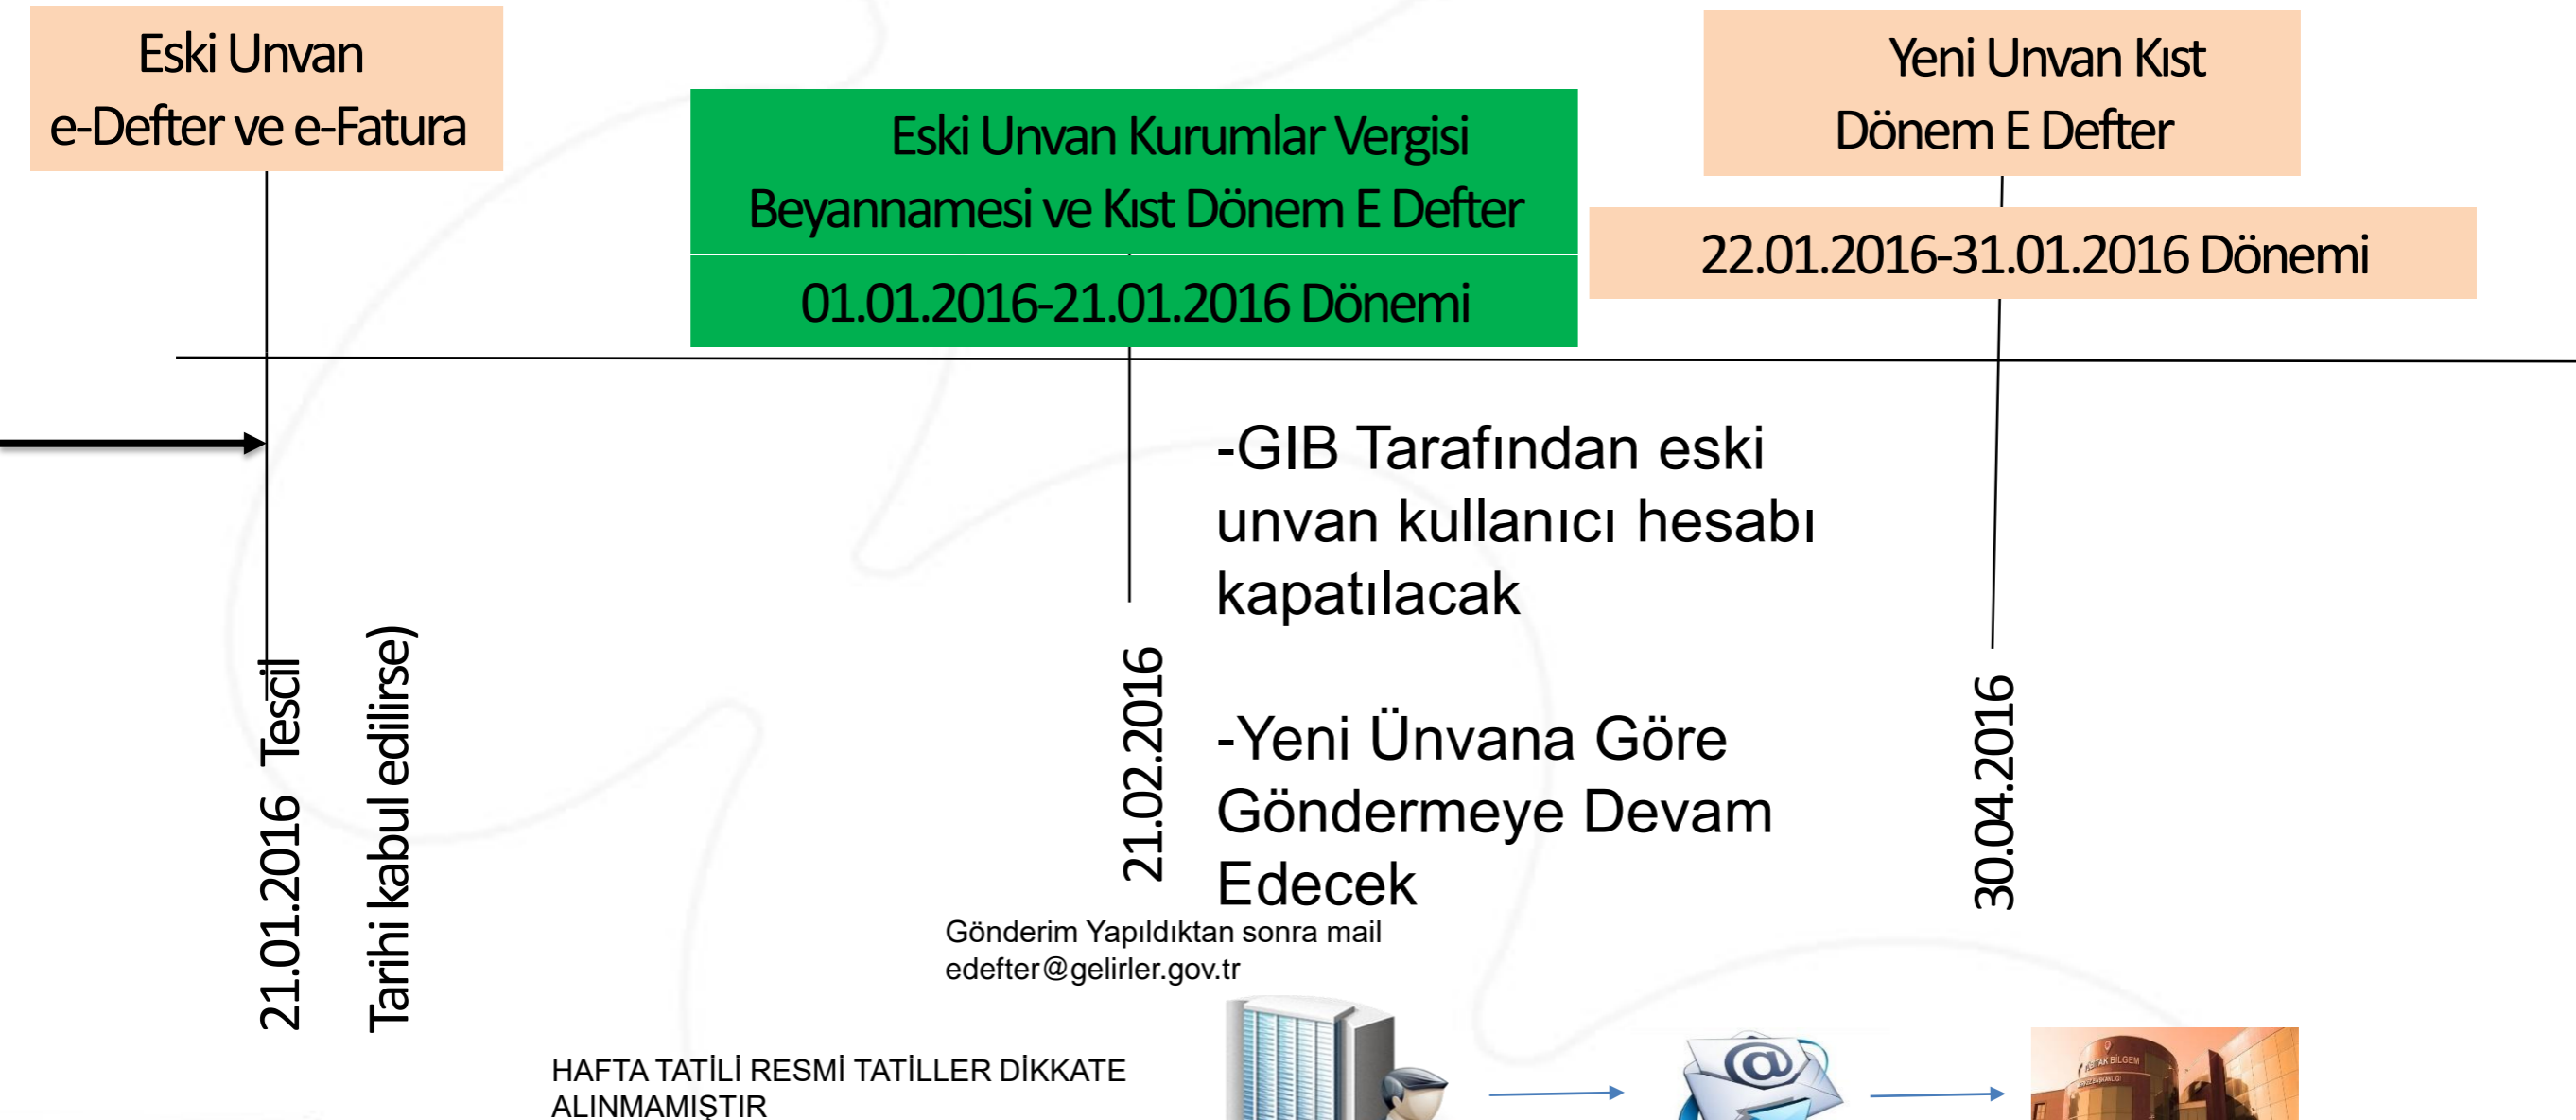 Eski Unvan
e-Defter ve e-Fatura
Eski Unvan Kurumlar Vergisi
Beyannamesi ve Kıst Dönem E Defter
01.01.2016-21.01.2016 Dönemi
Yeni Unvan Kıst
Dönem E Defter
22.01.2016-31.01.2016 Dönemi
21.01.2016 Tescil
Tarihi kabul edilirse)
21.02.2016
-GIB Tarafından eski
unvan kullanıcı hesabı
kapatılacak
-Yeni Ünvana Göre
Göndermeye Devam
Edecek
30.04.2016
Gönderim Yapıldıktan sonra mail
edefter@gelirler.gov.tr
HAFTA TATİLİ RESMİ TATİLLER DİKKATE
ALINMAMIŞTIR
BİLGEM